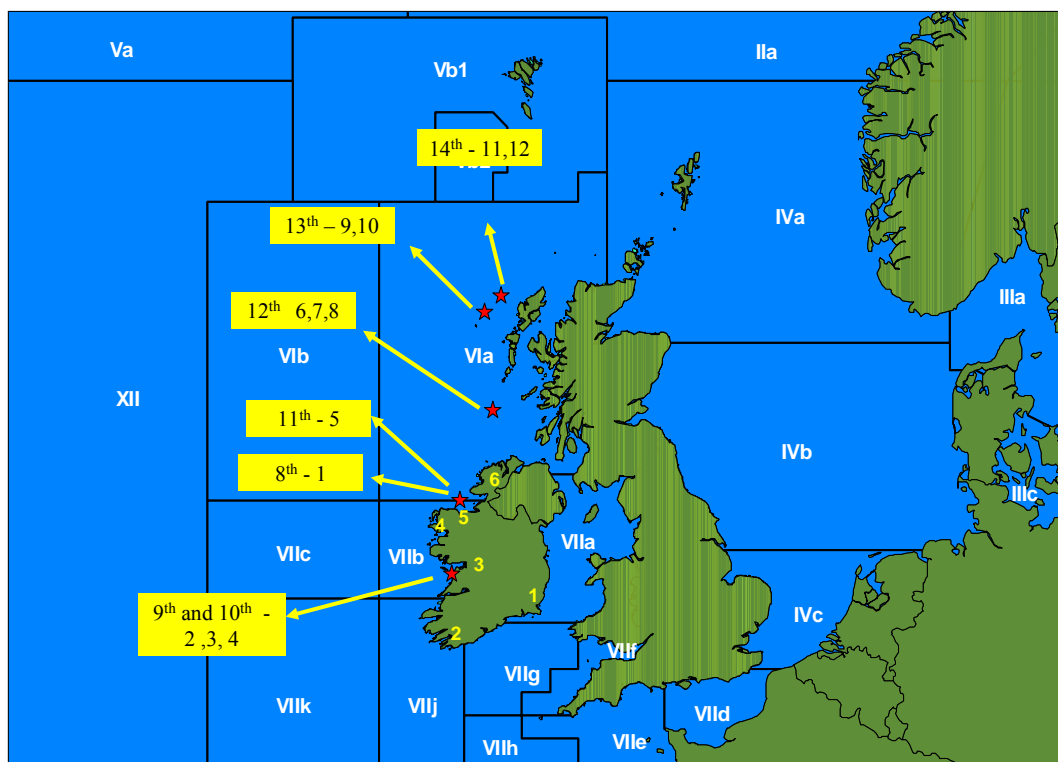 Va
IIa
Vb1
14th - 11,12
IVa
13th – 9,10
IIIa
12th 6,7,8
VIb
VIa
XII
11th - 5
IVb
8th - 1
6
IIIc
5
4
VIIc
VIIb
VIIa
3
1
9th and 10th -
2 ,3, 4
IVc
2
VIIf
VIIg
VIIk
VIIj
VIId
VIIh
VIIe